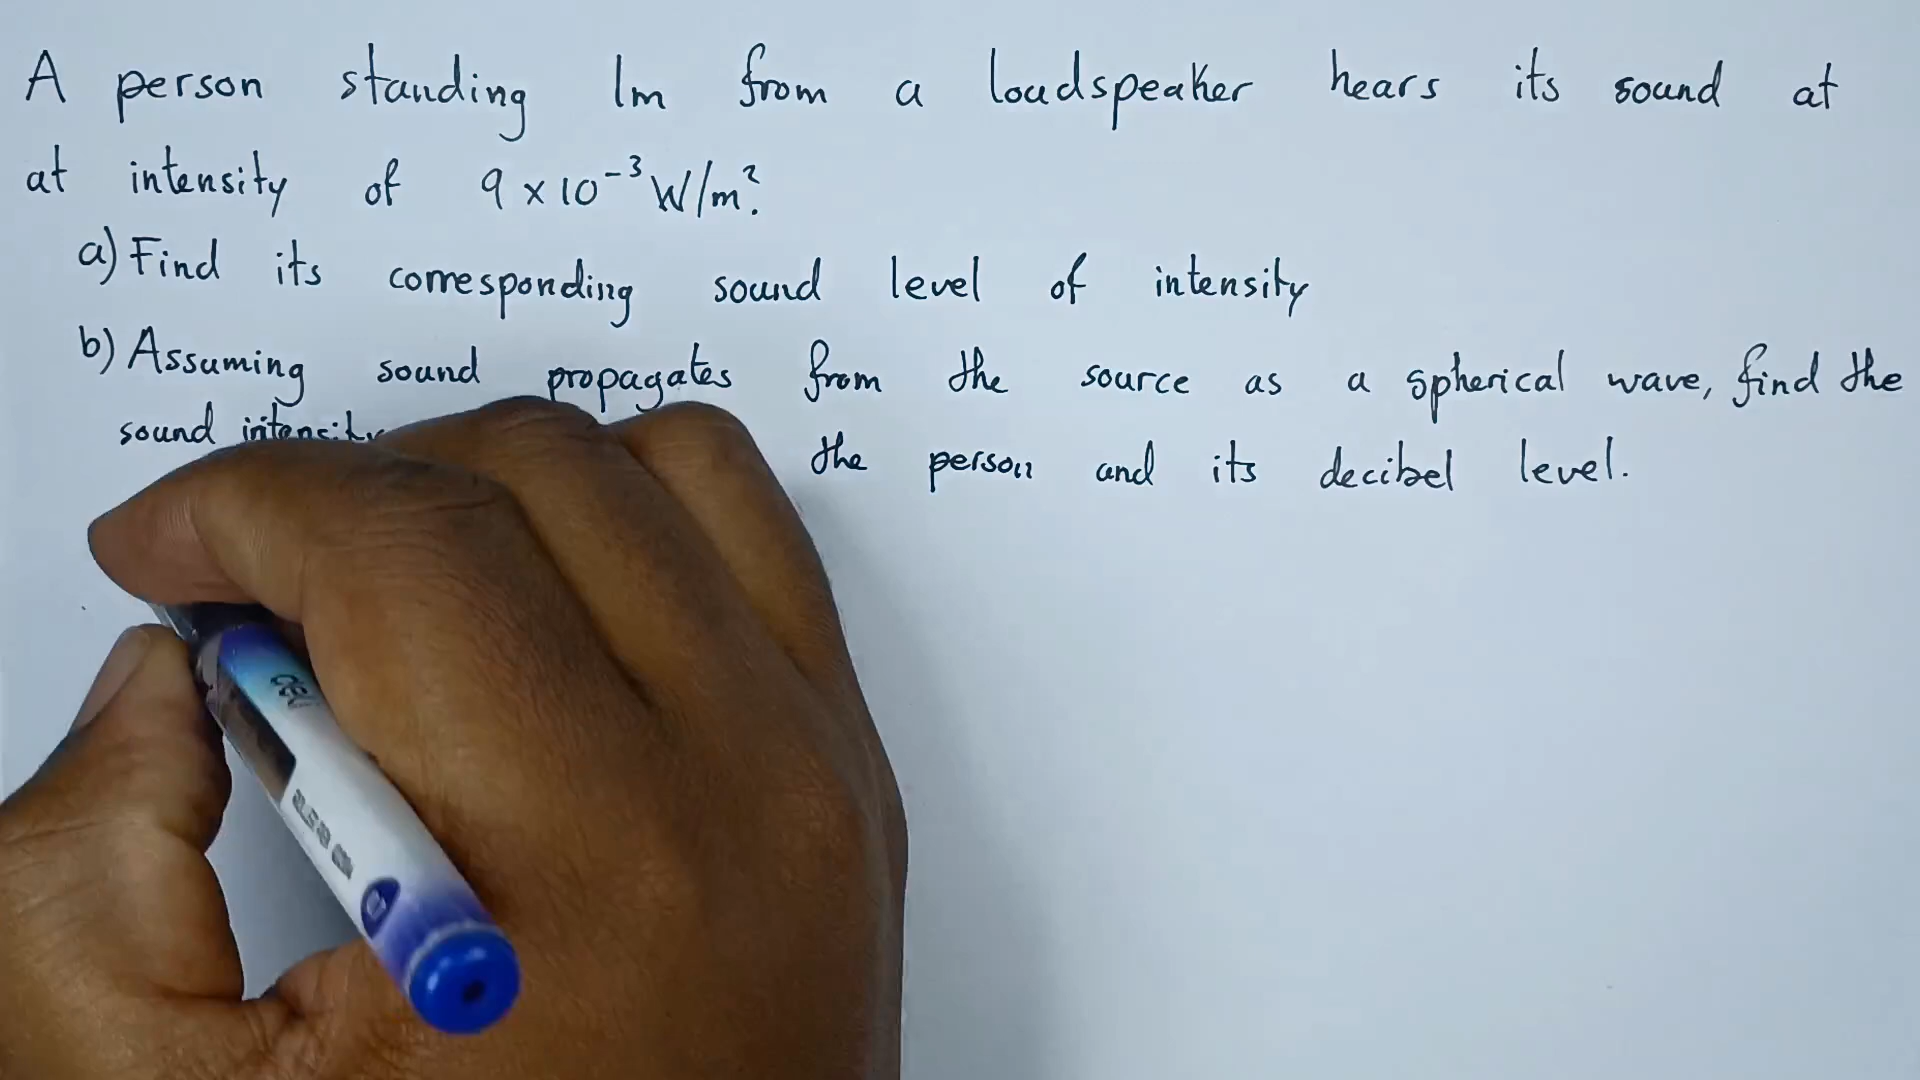 A person standing 1m from a loudspeaker hears its sound at
at intensity of 9 x 10⁻³ W/m².
a) Find its corresponding sound level of intensity
b) Assuming sound propagates from the source as a spherical wave, find the
sound intensity the person and its decibel level.